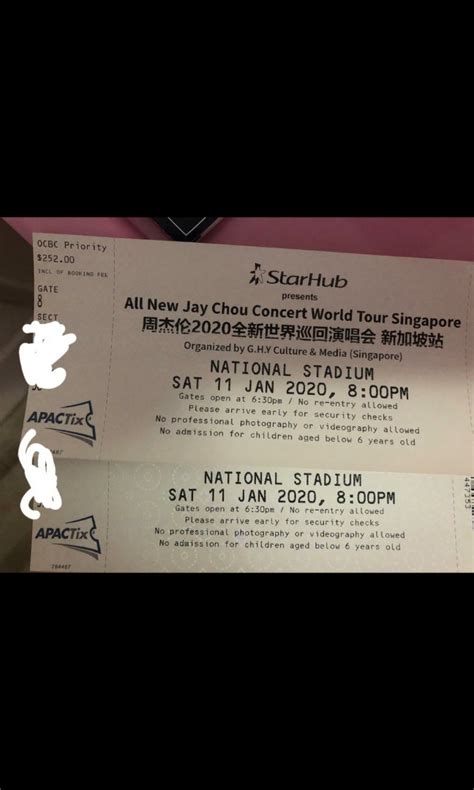 OCBC Priority
$252.00
INCL OF BOOKING FEE
GATE
8
SECT
StarHub
presents
All New Jay Chou Concert World Tour Singapore
周杰伦2020全新世界巡回演唱会 新加坡站
Organized by G.H.Y Culture & Media (Singapore)
NATIONAL STADIUM
SAT 11 JAN 2020, 8:00PM
Gates open at 6:30pm / No re-entry allowed
Please arrive early for security checks
No professional photography or videography allowed
No admission for children aged below 6 years old
APACTix
NATIONAL STADIUM
SAT 11 JAN 2020, 8:00PM
Gates open at 6:30pm / No re-entry allowed
Please arrive early for security checks
No professional photography or videography allowed
No admission for children aged below 6 years old
APACTix